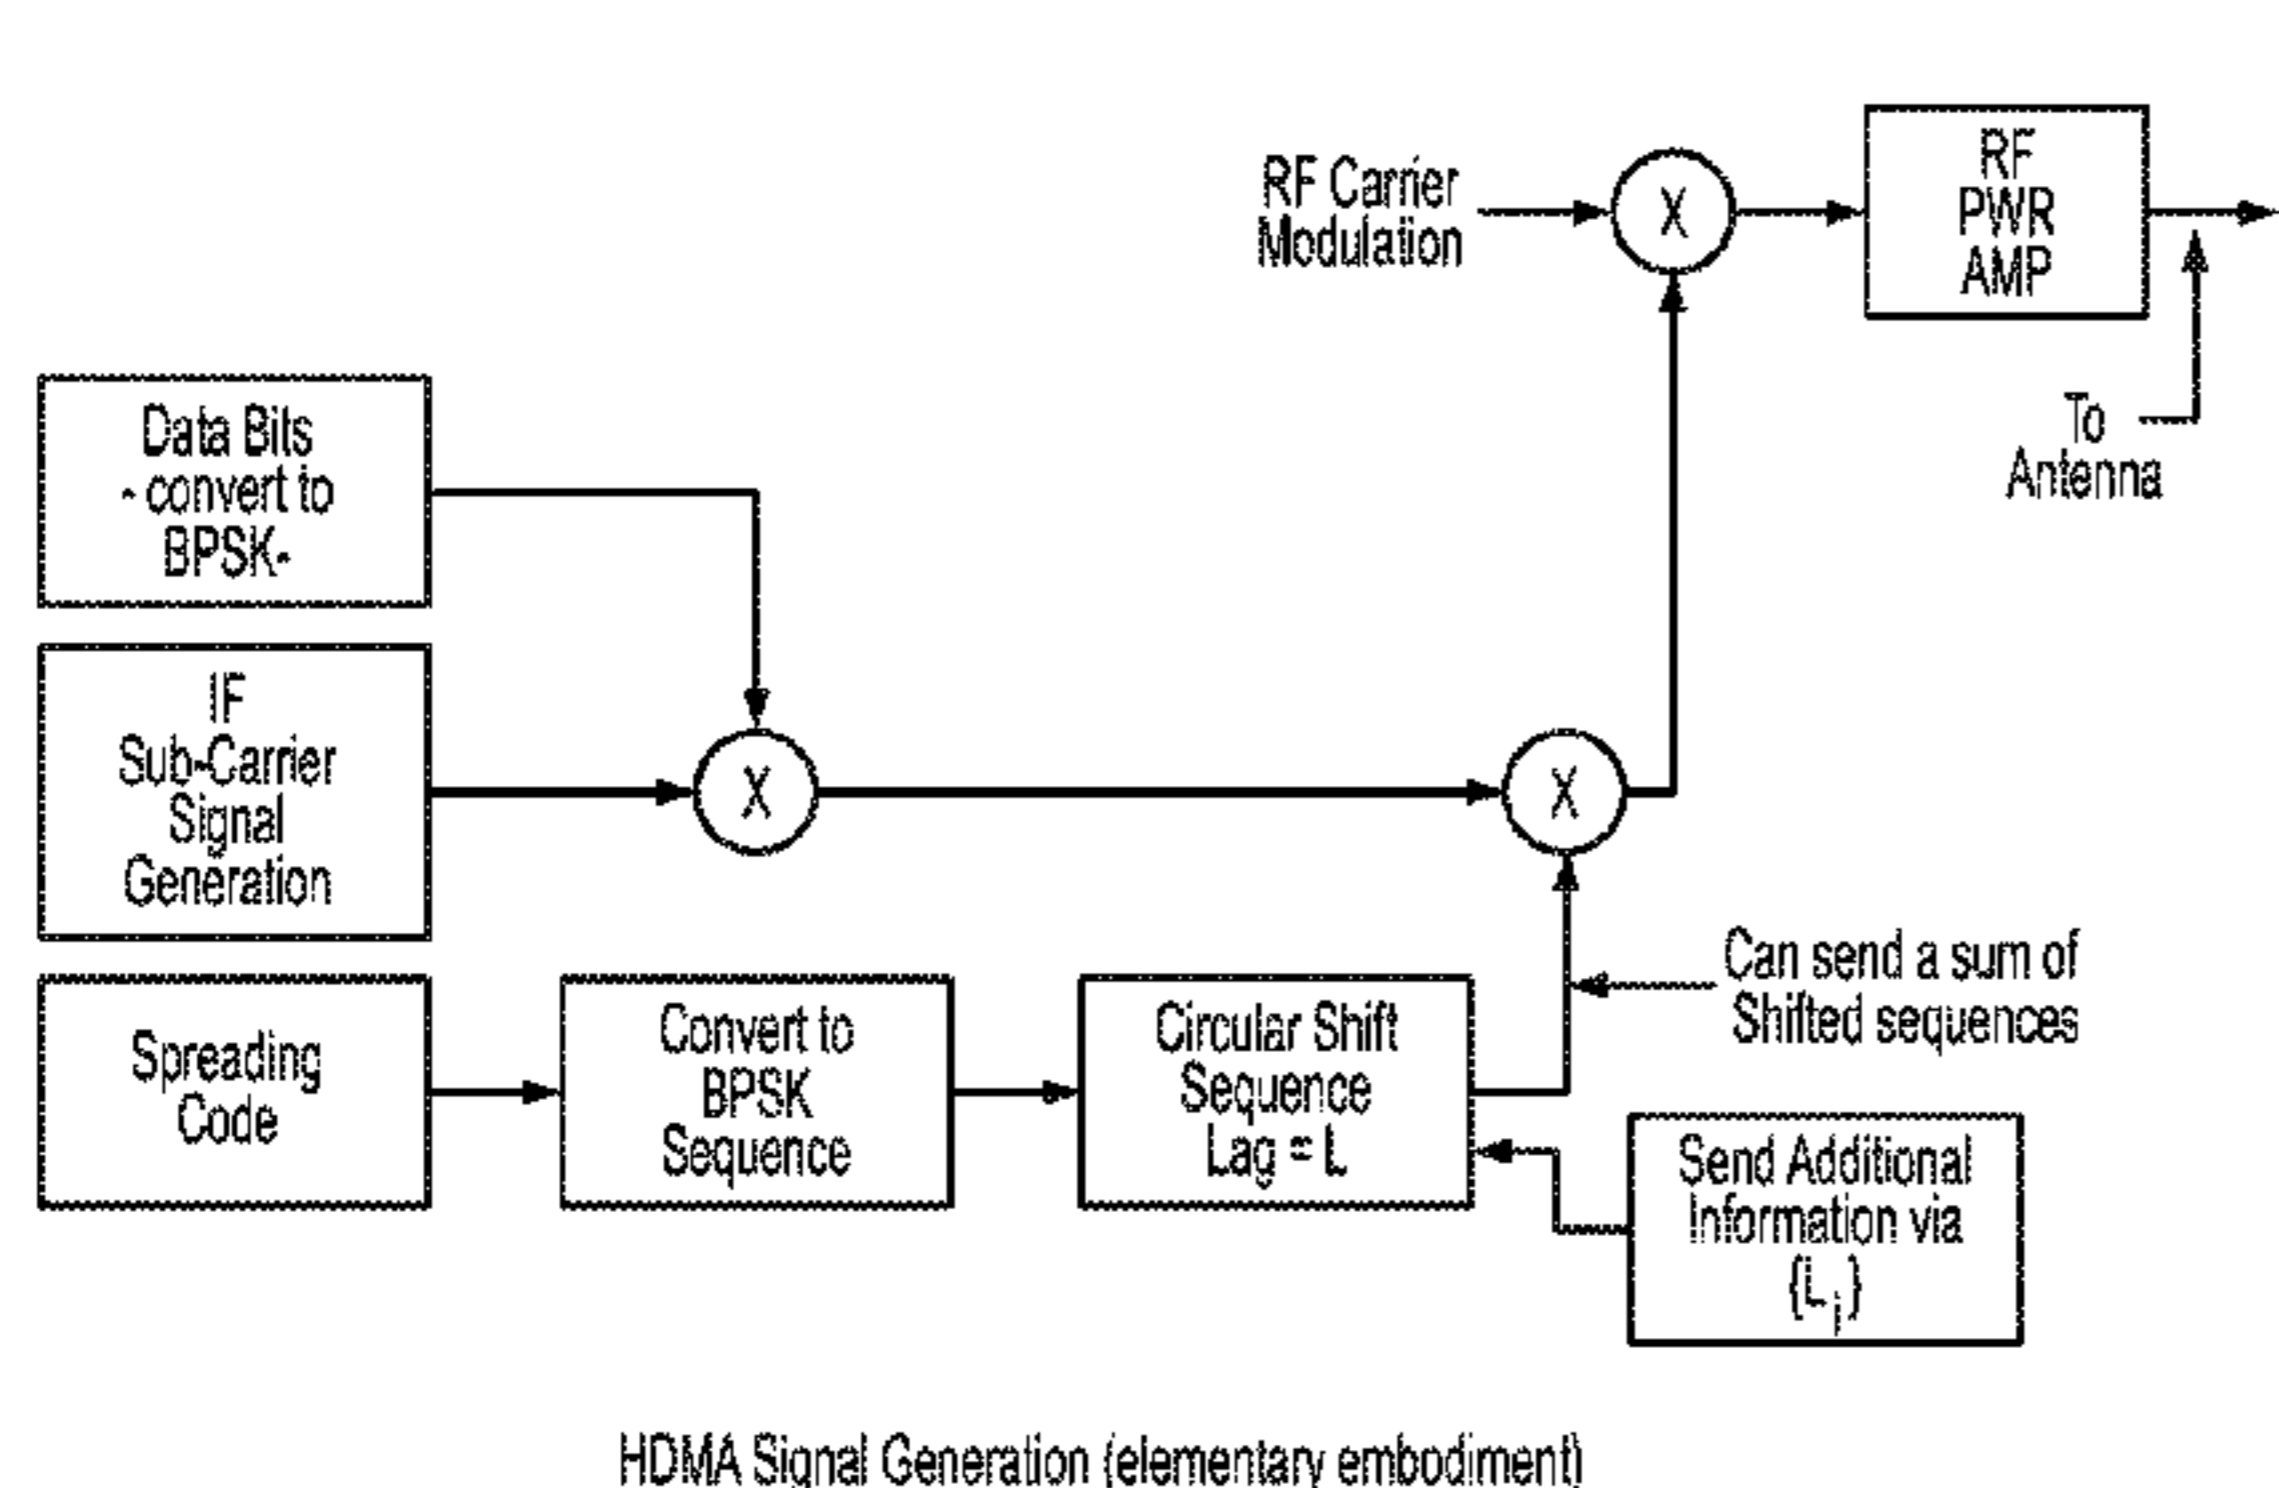 RF Carrier
Modulation
X
RF
PWR
AMP
To
Antenna
Data Bits
- convert to
BPSK-
IF
Sub-Carrier
Signal
Generation
X
X
Can send a sum of
Shifted sequences
Spreading
Code
Convert to
BPSK
Sequence
Circular Shift
Sequence
Lag = L
Send Additional
Information via
{L_j}
HDMA Signal Generation (elementary embodiment)